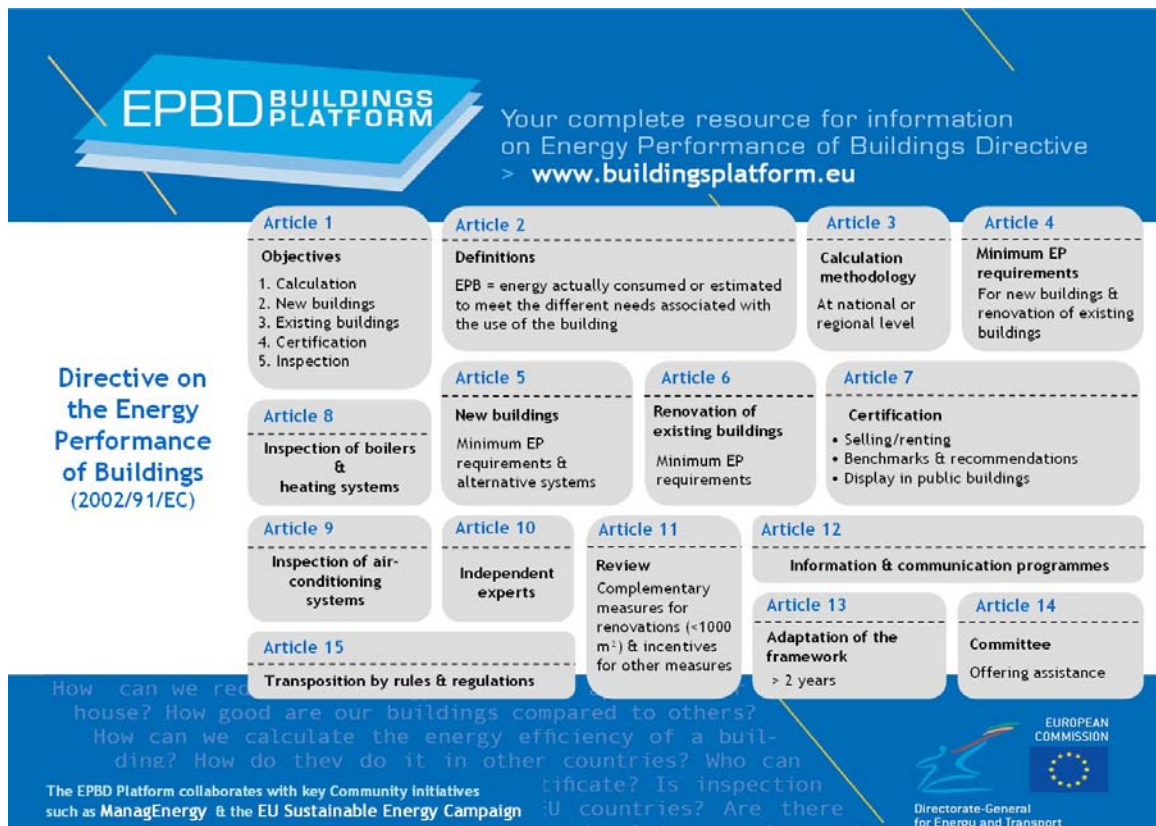 EPBD BUILDINGS
PLATFORM
Your complete resource for information
on Energy Performance of Buildings Directive
> www.buildingsplatform.eu
Directive on
the Energy
Performance
of Buildings
(2002/91/EC)
Article 1
Objectives
1. Calculation
2. New buildings
3. Existing buildings
4. Certification
5. Inspection
Article 2
Definitions
EPB = energy actually consumed or estimated
to meet the different needs associated with
the use of the building
Article 3
Calculation
methodology
At national or
regional level
Article 4
Minimum EP
requirements
For new buildings &
renovation of existing
buildings
Article 5
New buildings
Minimum EP
requirements &
alternative systems
Article 6
Renovation of
existing buildings
Minimum EP
requirements
Article 7
Certification
• Selling/renting
• Benchmarks & recommendations
• Display in public buildings
Article 8
Inspection of boilers
&
heating systems
Article 9
Inspection of air-
conditioning
systems
Article 10
Independent
experts
Article 11
Review
Complementary
measures for
renovations (<1000
m²) & incentives
for other measures
Article 12
Information & communication programmes
Article 13
Adaptation of the
framework
> 2 years
Article 14
Committee
Offering assistance
Article 15
Transposition by rules & regulations
How can we
house? How good are our buildings compared to others?
How can we calculate the energy efficiency of a buil-
ding? How do they do it in other countries? Who can
Is inspection
EU countries? Are there
The EPBD Platform collaborates with key Community initiatives
such as ManagEnergy & the EU Sustainable Energy Campaign
EUROPEAN
COMMISSION
Directorate-General
for Energy and Transport